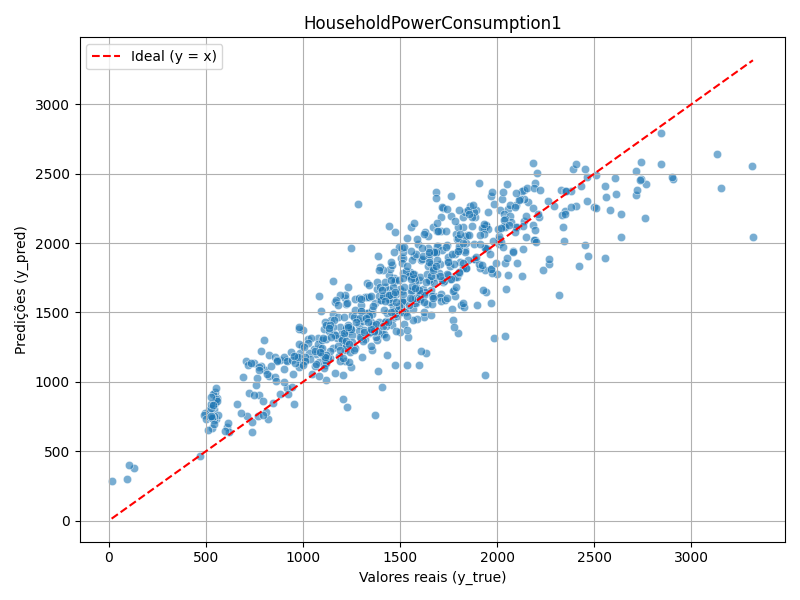 HouseholdPowerConsumption1
Ideal (y = x)
Predições (y_pred)
3000
2500
2000
1500
1000
500
0
0 500 1000 1500 2000 2500 3000
Valores reais (y_true)